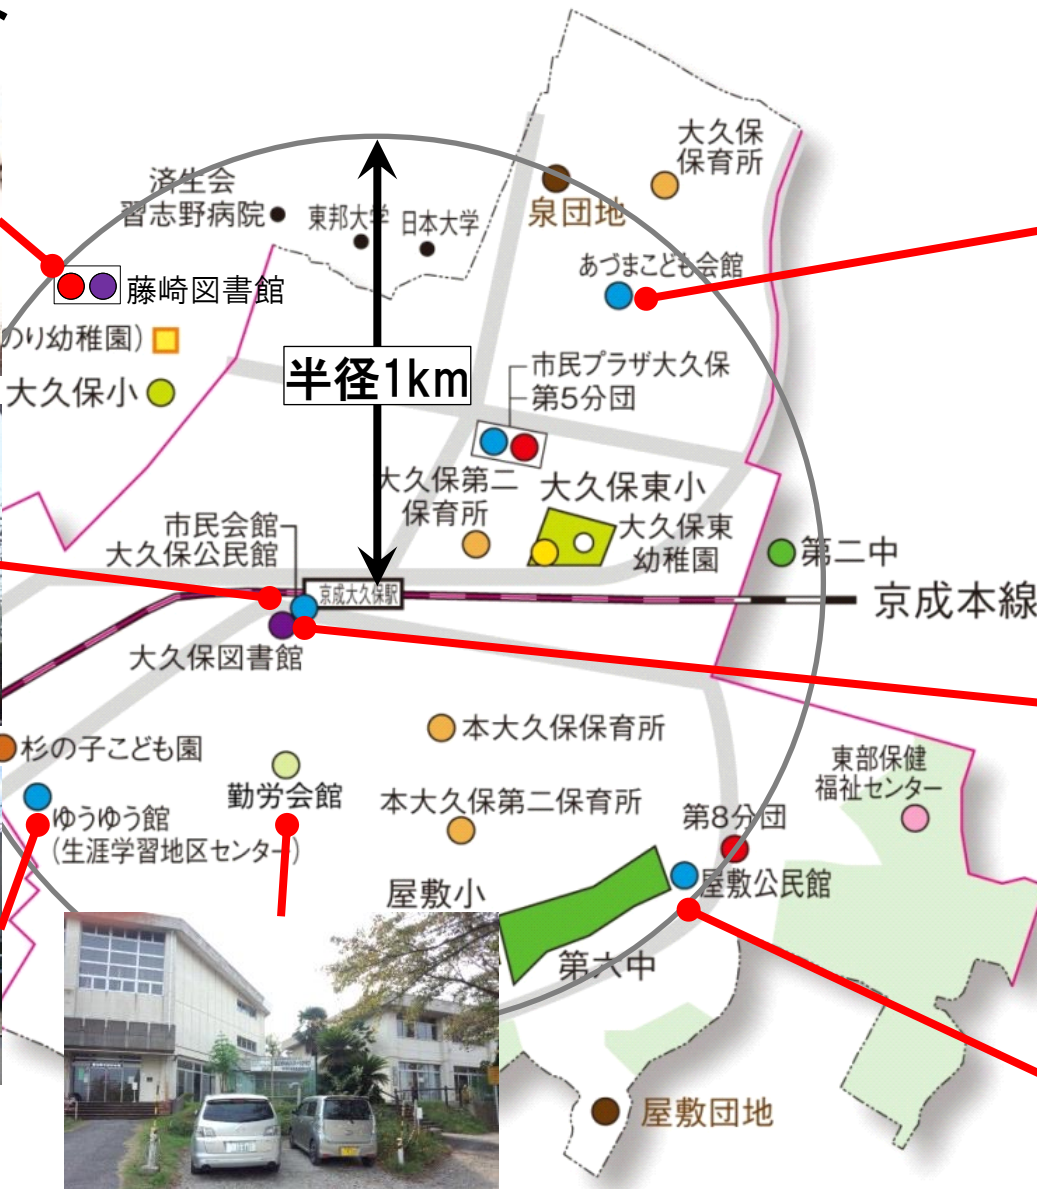 大久保
保育所
済生会
習志野病院
東邦大学
日本大学
泉団地
あづまこども会館
藤崎図書館
のり幼稚園)
大久保小
半径1km
市民プラザ大久保
第5分団
大久保第二
保育所
大久保東小
大久保東
幼稚園
第二中
市民会館
大久保公民館
京成大久保駅
京成本線
大久保図書館
杉の子こども園
本大久保保育所
東部保健
福祉センター
勤労会館
本大久保第二保育所
第8分団
ゆうゆう館
(生涯学習地区センター)
屋敷小
屋敷公民館
第六中
屋敷団地